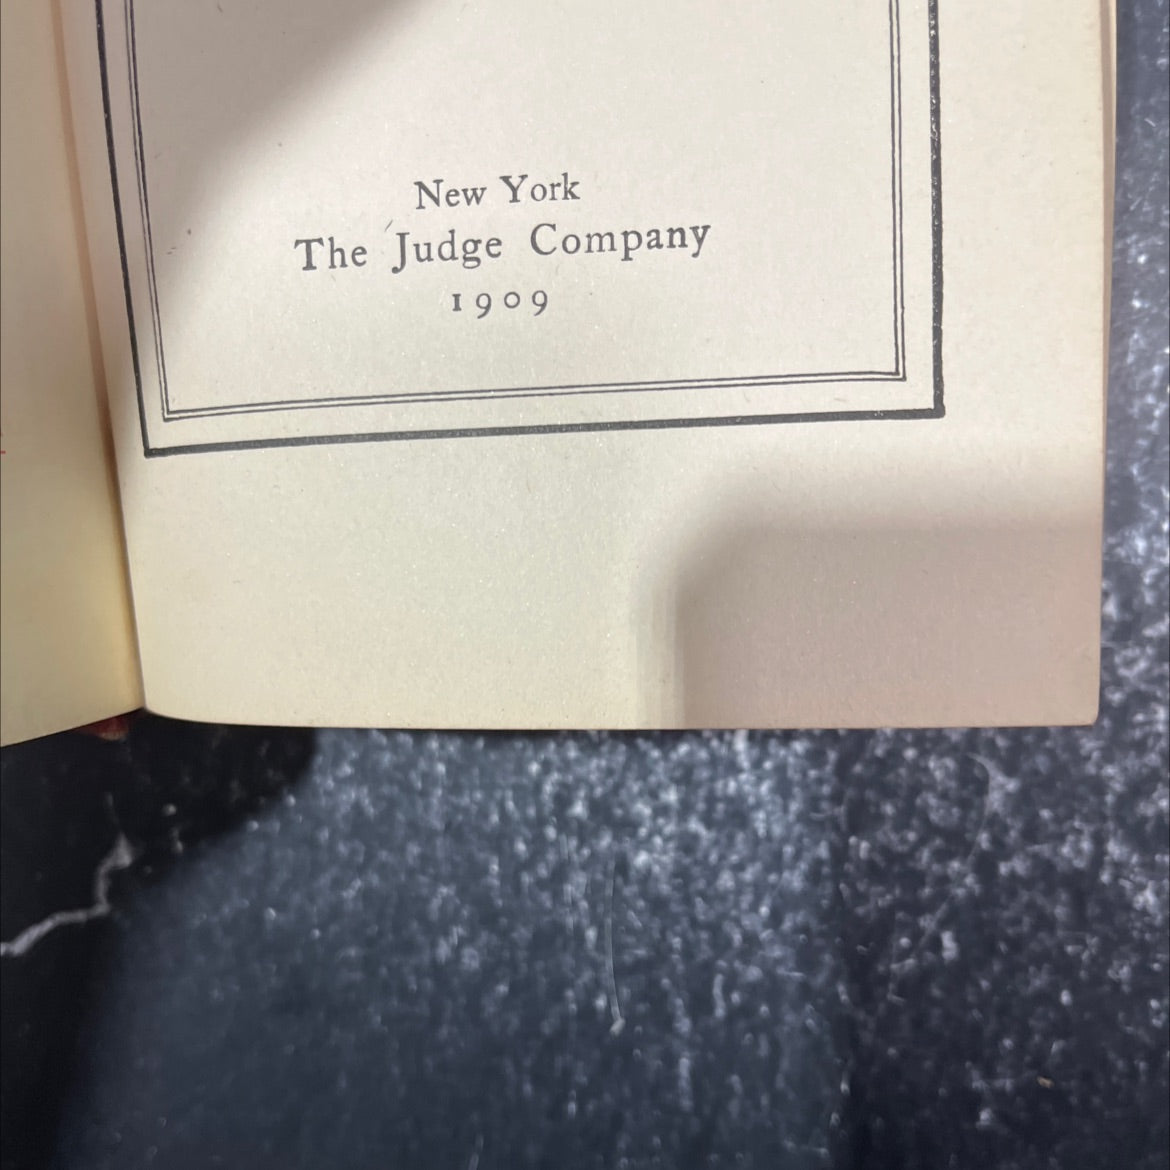 New York
The Judge Company
1909